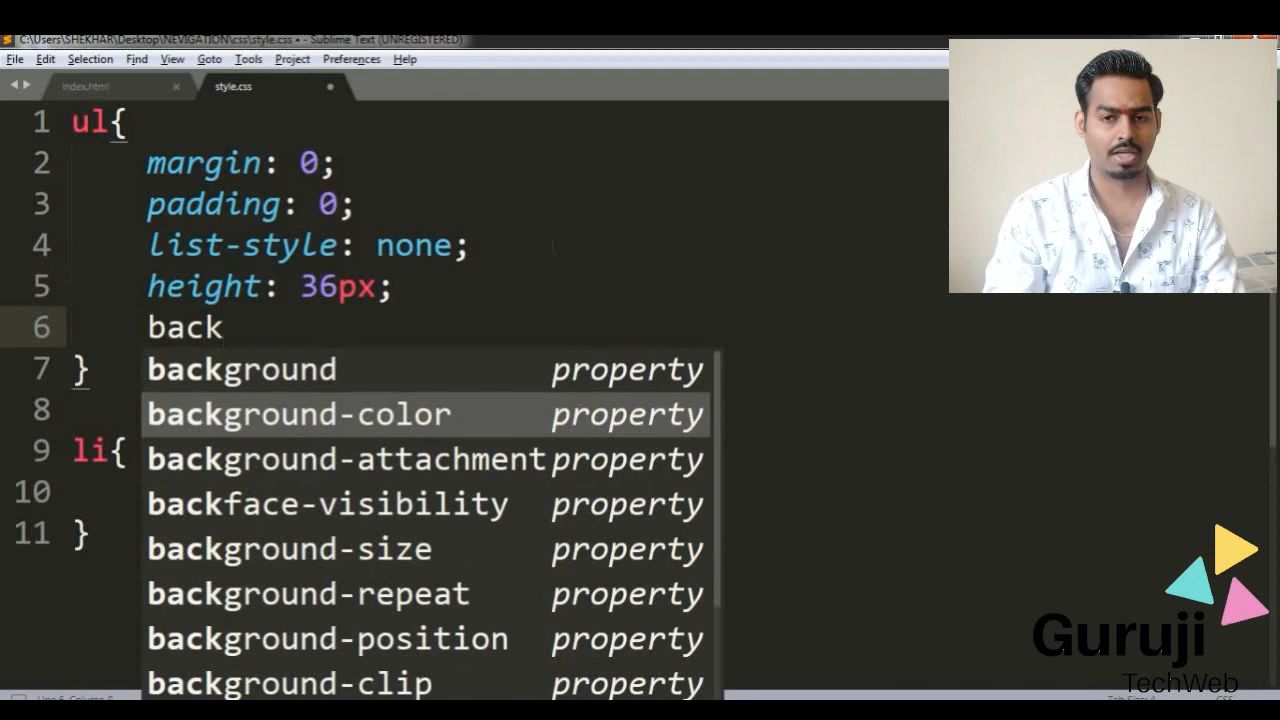 C:\Users\SHEKHAR\Desktop\NEVIGATION\css\style.css • - Sublime Text (UNREGISTERED)
File Edit Selection View Goto Tools Project Preferences Help
index.html style.css
1 ul{
2 margin: 0;
3 padding: 0;
4 list-style: none;
5 height: 36px;
6 back
7 }
background property
8
background-color property
9 li{
background-attachment property
10
backface-visibility property
11 }
background-size property
background-repeat property
background-position property
background-clip property
Guruji
TechWeb
CSS